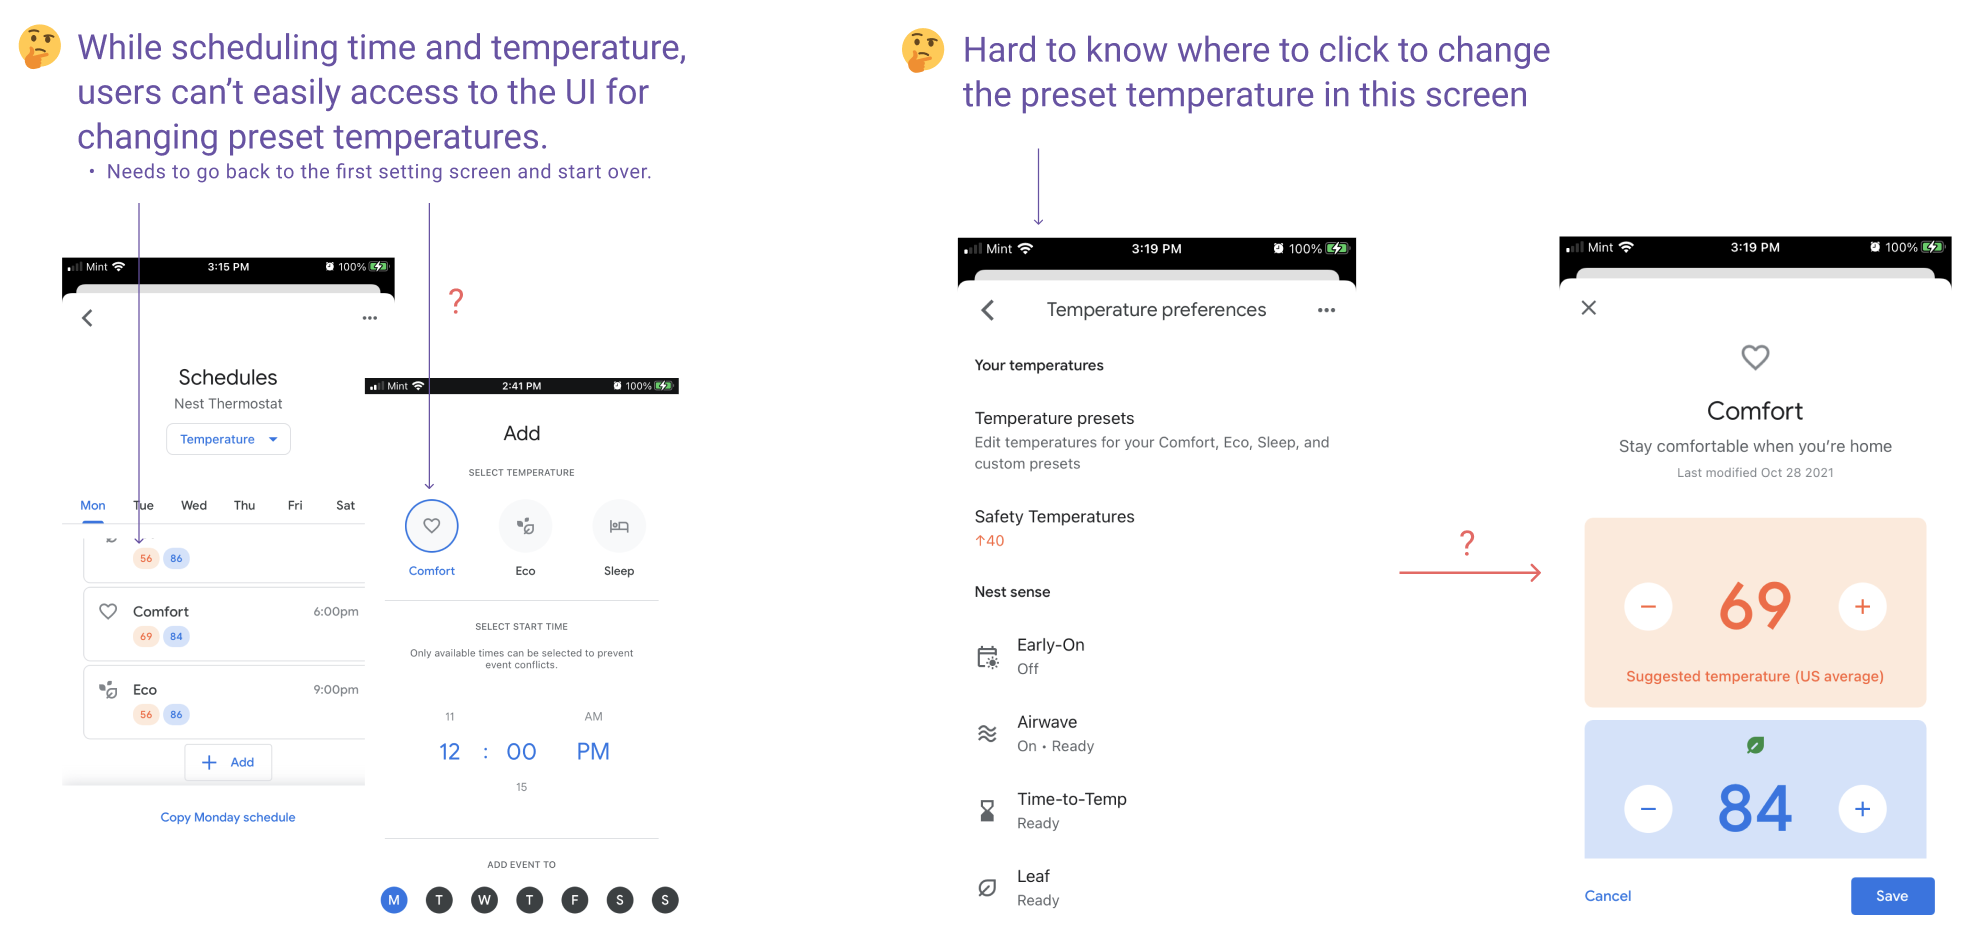 While scheduling time and temperature,
users can't easily access to the UI for
changing preset temperatures.
• Needs to go back to the first setting screen and start over.
Mint
3:15 PM
100%
Schedules
Nest Thermostat
Temperature
Mon Tue Wed Thu Fri Sat
56 86
Comfort 6:00pm
69 84
Eco 9:00pm
56 86
+ Add
Copy Monday schedule
?
Mint
2:41 PM
100%
Add
SELECT TEMPERATURE
Comfort Eco Sleep
SELECT START TIME
Only available times can be selected to prevent
event conflicts.
11 AM
12 : 00 PM
15
ADD EVENT TO
M T W T F S S
Hard to know where to click to change
the preset temperature in this screen
Mint
3:19 PM
100%
Temperature preferences
Your temperatures
Temperature presets
Edit temperatures for your Comfort, Eco, Sleep, and
custom presets
Safety Temperatures
↑40
Nest sense
Early-On
Off
Airwave
On • Ready
Time-to-Temp
Ready
Leaf
Ready
?
Mint
3:19 PM
100%
Comfort
Stay comfortable when you're home
Last modified Oct 28 2021
− 69 +
Suggested temperature (US average)
− 84 +
Cancel
Save